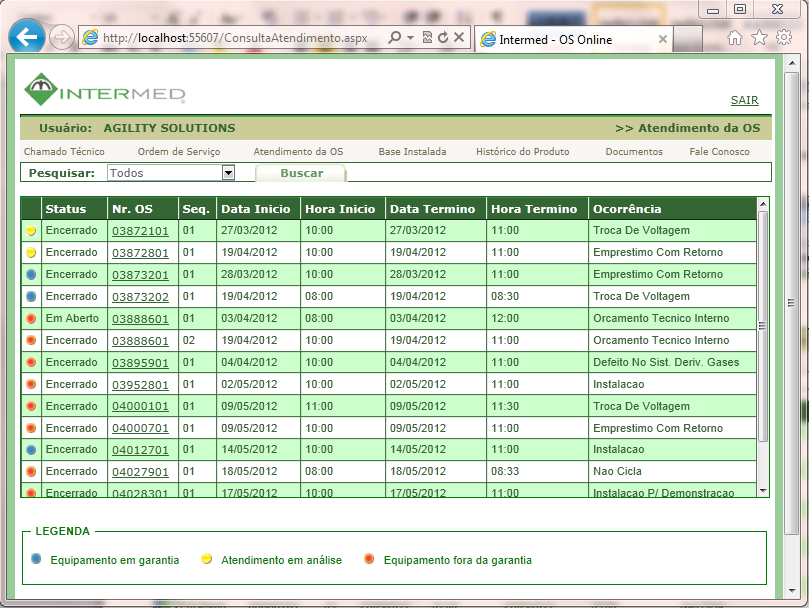 http://localhost:55607/ConsultaAtendimento.aspx
Intermed - OS Online
INTERMED
SAIR
Usuário: AGILITY SOLUTIONS >> Atendimento da OS
Chamado Técnico Ordem de Serviço Atendimento da OS Base Instalada Histórico do Produto Documentos Fale Conosco
Pesquisar: Todos Buscar
Status Nr. OS Seq. Data Inicio Hora Inicio Data Termino Hora Termino Ocorrência
Encerrado 03872101 01 27/03/2012 10:00 27/03/2012 11:00 Troca De Voltagem
Encerrado 03872801 01 19/04/2012 10:00 19/04/2012 11:00 Emprestimo Com Retorno
Encerrado 03873201 01 28/03/2012 10:00 28/03/2012 11:00 Emprestimo Com Retorno
Encerrado 03873202 01 19/04/2012 08:00 19/04/2012 08:30 Troca De Voltagem
Em Aberto 03888601 01 03/04/2012 08:00 03/04/2012 12:00 Orcamento Tecnico Interno
Encerrado 03888601 02 19/04/2012 10:00 19/04/2012 11:00 Orcamento Tecnico Interno
Encerrado 03895901 01 04/04/2012 10:00 04/04/2012 11:00 Defeito No Sist. Deriv. Gases
Encerrado 03952801 01 02/05/2012 10:00 02/05/2012 11:00 Instalacao
Encerrado 04000101 01 09/05/2012 11:00 09/05/2012 11:30 Troca De Voltagem
Encerrado 04000701 01 09/05/2012 10:00 09/05/2012 11:00 Emprestimo Com Retorno
Encerrado 04012701 01 14/05/2012 10:00 14/05/2012 11:00 Instalacao
Encerrado 04027901 01 18/05/2012 08:00 18/05/2012 08:33 Nao Cicla
Encerrado 04028301 01 17/05/2012 10:00 17/05/2012 11:00 Instalacao P/ Demonstracao
LEGENDA
Equipamento em garantia Atendimento em análise Equipamento fora da garantia